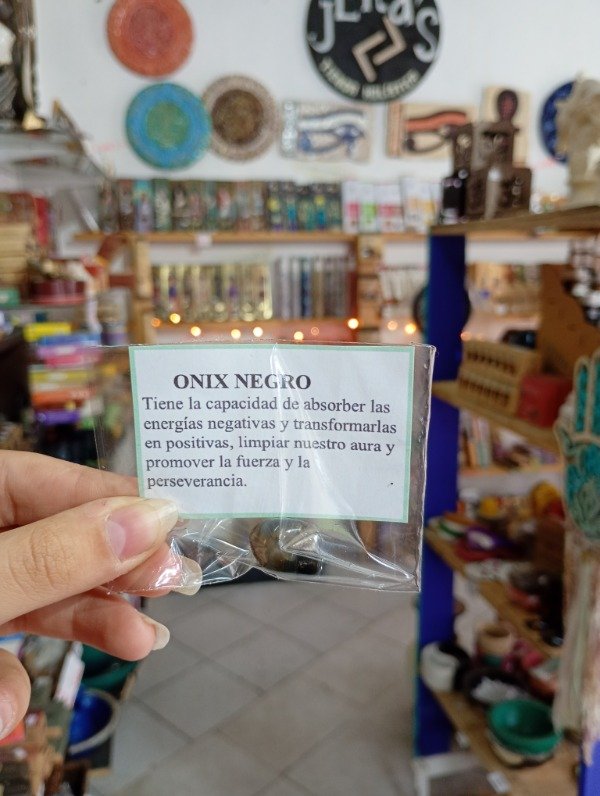 JERA'S
ONIX NEGRO
Tiene la capacidad de absorber las
energías negativas y transformarlas
en positivas, limpiar nuestro aura y
promover la fuerza y la
perseverancia.